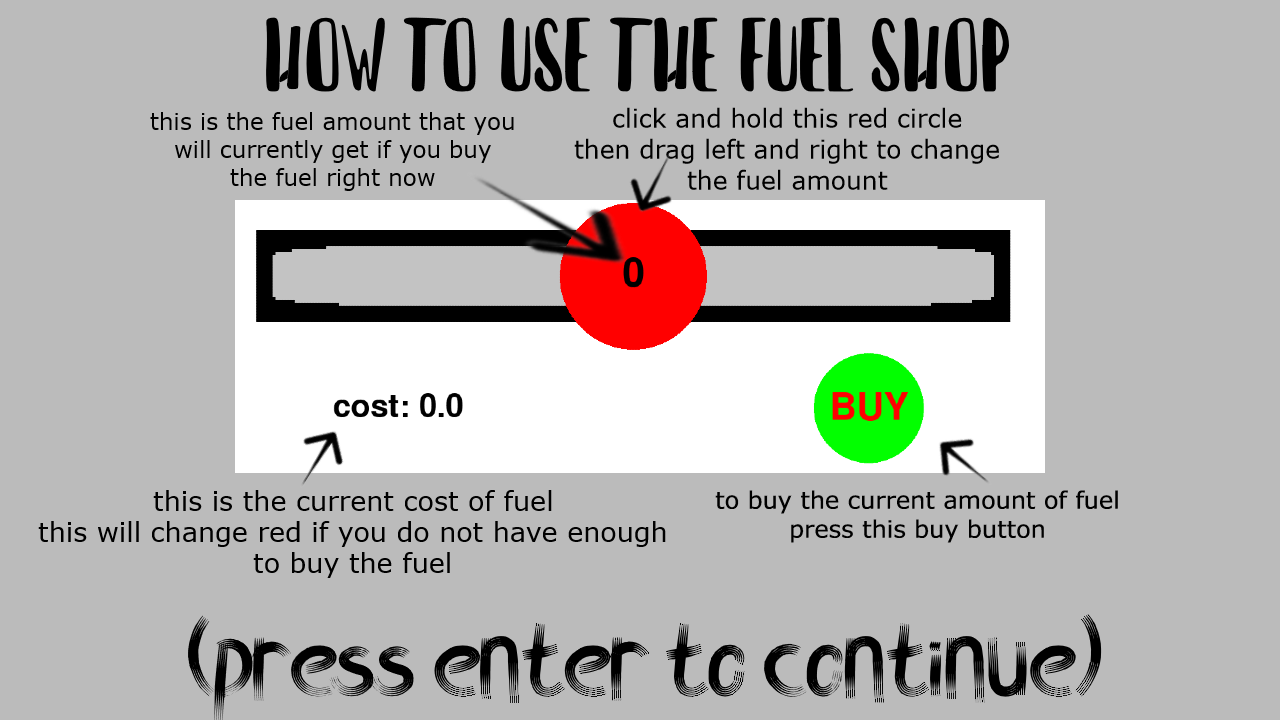 HOW TO USE THE FUEL SHOP
this is the fuel amount that you
will currently get if you buy
the fuel right now
click and hold this red circle
then drag left and right to change
the fuel amount
0
cost: 0.0
BUY
this is the current cost of fuel
this will change red if you do not have enough
to buy the fuel
to buy the current amount of fuel
press this buy button
(press enter to continue)